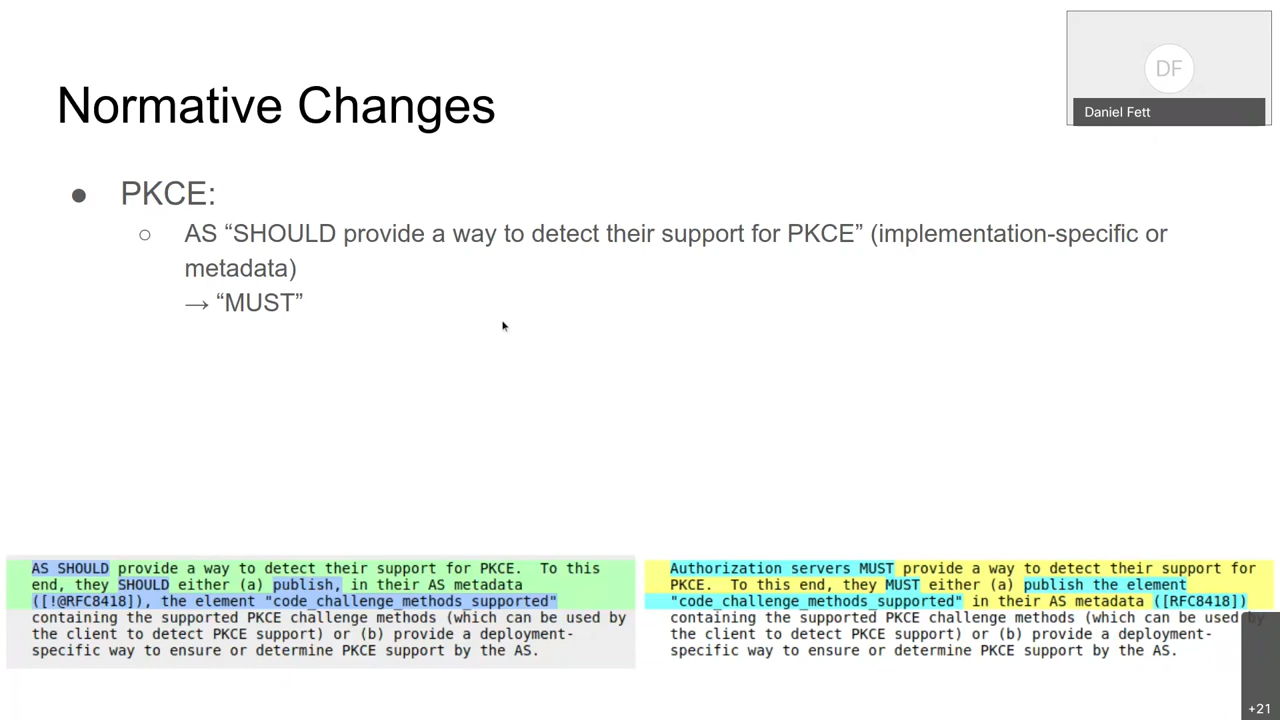 DF
Daniel Fett
Normative Changes
● PKCE:
○ AS “SHOULD provide a way to detect their support for PKCE” (implementation-specific or
metadata)
→ “MUST”
AS SHOULD provide a way to detect their support for PKCE. To this
end, they SHOULD either (a) publish, in their AS metadata
([!@RFC8418]), the element "code_challenge_methods_supported"
containing the supported PKCE challenge methods (which can be used by
the client to detect PKCE support) or (b) provide a deployment-
specific way to ensure or determine PKCE support by the AS.
Authorization servers MUST provide a way to detect their support for
PKCE. To this end, they MUST either (a) publish the element
"code_challenge_methods_supported" in their AS metadata ([RFC8418])
containing the supported PKCE challenge methods (which can be used by
the client to detect PKCE support) or (b) provide a deployment-
specific way to ensure or determine PKCE support by the AS.
+21